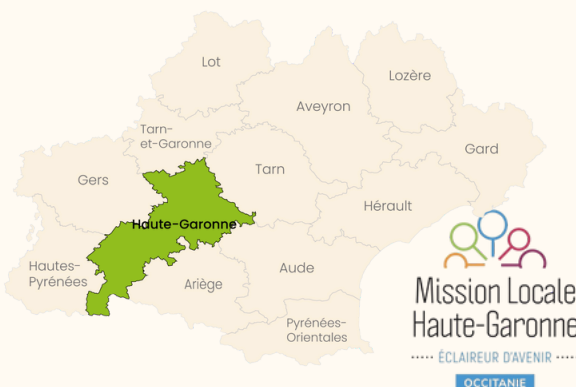 Lot
Lozère
Aveyron
Tarn-
et-Garonne
Gard
Tarn
Gers
Hérault
Haute-Garonne
Hautes-
Pyrénées
Aude
Ariège
Pyrénées-
Orientales
Mission Locale
Haute-Garonne
ÉCLAIREUR D'AVENIR
OCCITANIE